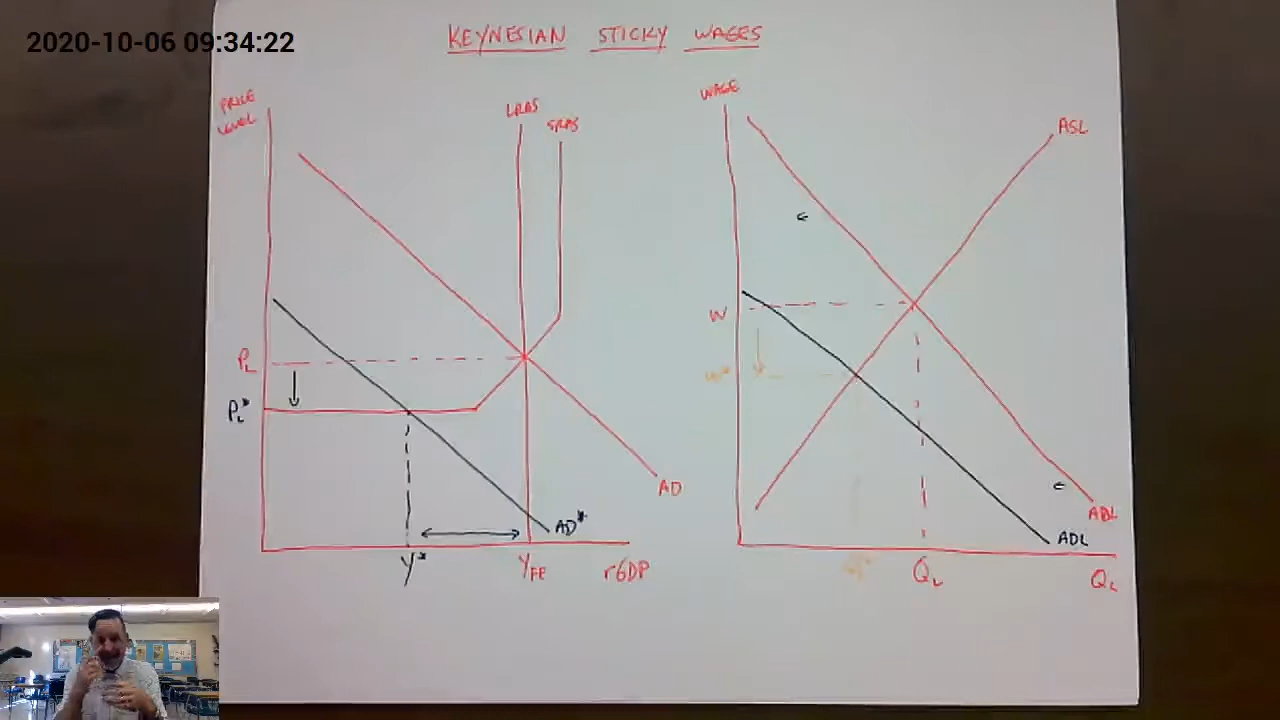 2020-10-06 09:34:22
KEYNESIAN STICKY WAGES
PRICE
LEVEL
LRAS
SRAS
PL
PL*
AD
AD*
Y*
YFE
rGDP
WAGE
ASL
W
W*
ADL
ADL
QL
QL